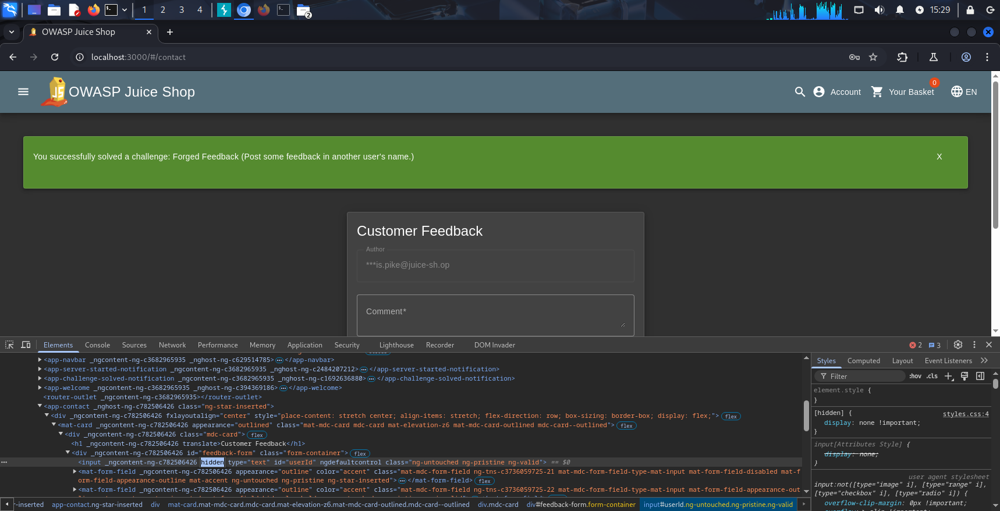 1 2 3 4
2
15:29
OWASP Juice Shop
localhost:3000/#/contact
OWASP Juice Shop
Account
Your Basket
0
EN
You successfully solved a challenge: Forged Feedback (Post some feedback in another user's name.)
X
Customer Feedback
Author
***is.pike@juice-sh.op
Comment*
Elements Console Sources Network Performance Memory Application Security Lighthouse Recorder DOM Invader
2 3
<app-navbar _ngcontent-ng-c3682965935 _nghost-ng-c629514785>…</app-navbar>
<app-server-started-notification _ngcontent-ng-c3682965935 _nghost-ng-c2484207212>…</app-server-started-notification>
<app-challenge-solved-notification _ngcontent-ng-c3682965935 _nghost-ng-c1692636880>…</app-challenge-solved-notification>
<app-welcome _ngcontent-ng-c3682965935 _nghost-ng-c394369186>…</app-welcome>
<router-outlet _ngcontent-ng-c3682965935></router-outlet>
<app-contact _nghost-ng-c782506426 class="ng-star-inserted">
<div _ngcontent-ng-c782506426 fxlayoutalign="center" style="place-content: stretch center; align-items: stretch; flex-direction: row; box-sizing: border-box; display: flex;"> flex
<mat-card _ngcontent-ng-c782506426 appearance="outlined" class="mat-mdc-card mdc-card mat-elevation-z6 mat-mdc-card-outlined mdc-card--outlined"> flex
<div _ngcontent-ng-c782506426 class="mdc-card"> flex
<h1 _ngcontent-ng-c782506426 translate>Customer Feedback</h1>
<div _ngcontent-ng-c782506426 id="feedback-form" class="form-container"> flex
… <input _ngcontent-ng-c782506426 hidden type="text" id="userId" ngdefaultcontrol class="ng-untouched ng-pristine ng-valid"> == $0
<mat-form-field _ngcontent-ng-c782506426 appearance="outline" color="accent" class="mat-mdc-form-field ng-tns-c3736059725-21 mat-mdc-form-field-type-mat-input mat-form-field-disabled mat-f
orm-field-appearance-outline mat-accent ng-untouched ng-pristine ng-star-inserted">…</mat-form-field> flex
<mat-form-field _ngcontent-ng-c782506426 appearance="outline" color="accent" class="mat-mdc-form-field ng-tns-c3736059725-22 mat-mdc-form-field-type-mat-input mat-form-field-appearance-out
r-inserted app-contact.ng-star-inserted div mat-card.mat-mdc-card.mdc-card.mat-elevation-z6.mat-mdc-card-outlined.mdc-card--outlined div.mdc-card div#feedback-form.form-container input#userId.ng-untouched.ng-pristine.ng-valid
Styles Computed Layout Event Listeners
Filter
:hov .cls
element.style {
}
[hidden] {
styles.css:4
display: none !important;
}
input[Attributes Style] {
display: none;
}
user agent stylesheet
input:not([type="image" i], [type="range" i],
[type="checkbox" i], [type="radio" i]) {
overflow-clip-margin: 0px !important;